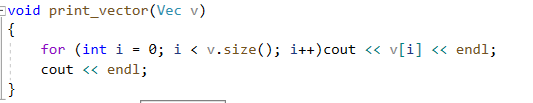 void print_vector(Vec v)
{
for (int i = 0; i < v.size(); i++)cout << v[i] << endl;
cout << endl;
}